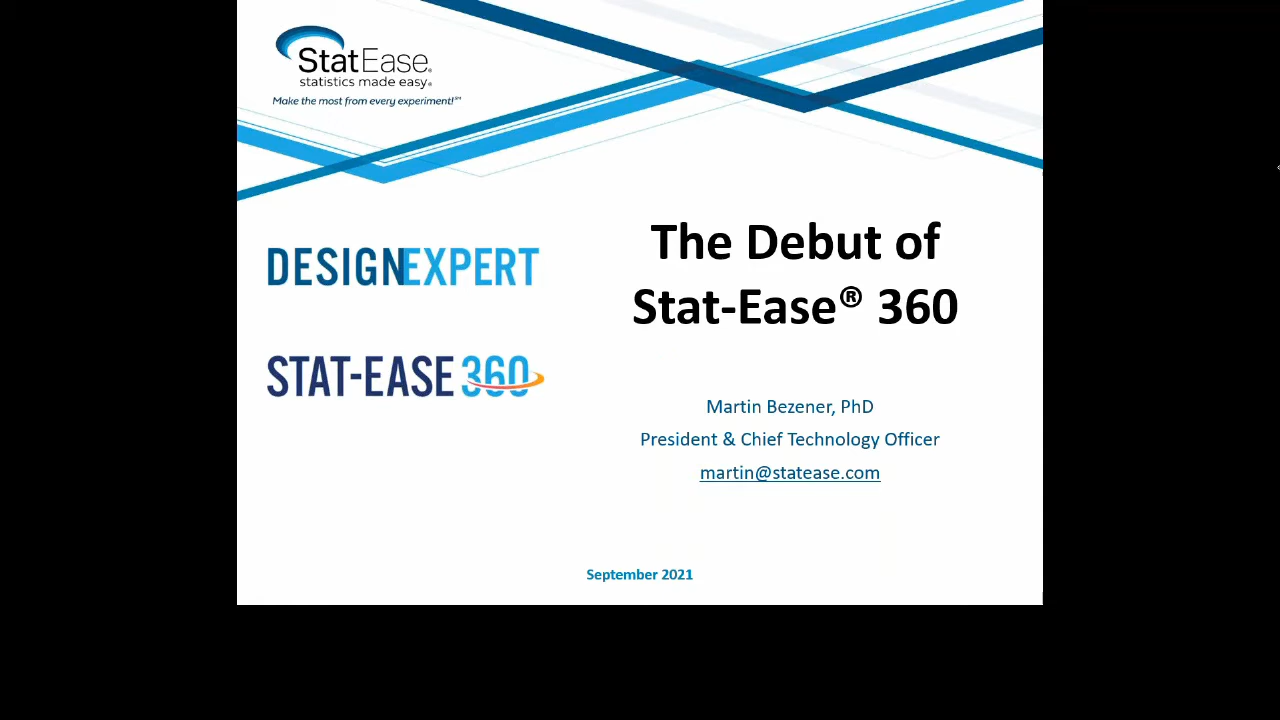 StatEase®
statistics made easy®
Make the most from every experiment!℠
DESIGNEXPERT
STAT-EASE 360
The Debut of
Stat-Ease® 360
Martin Bezener, PhD
President & Chief Technology Officer
martin@statease.com
September 2021